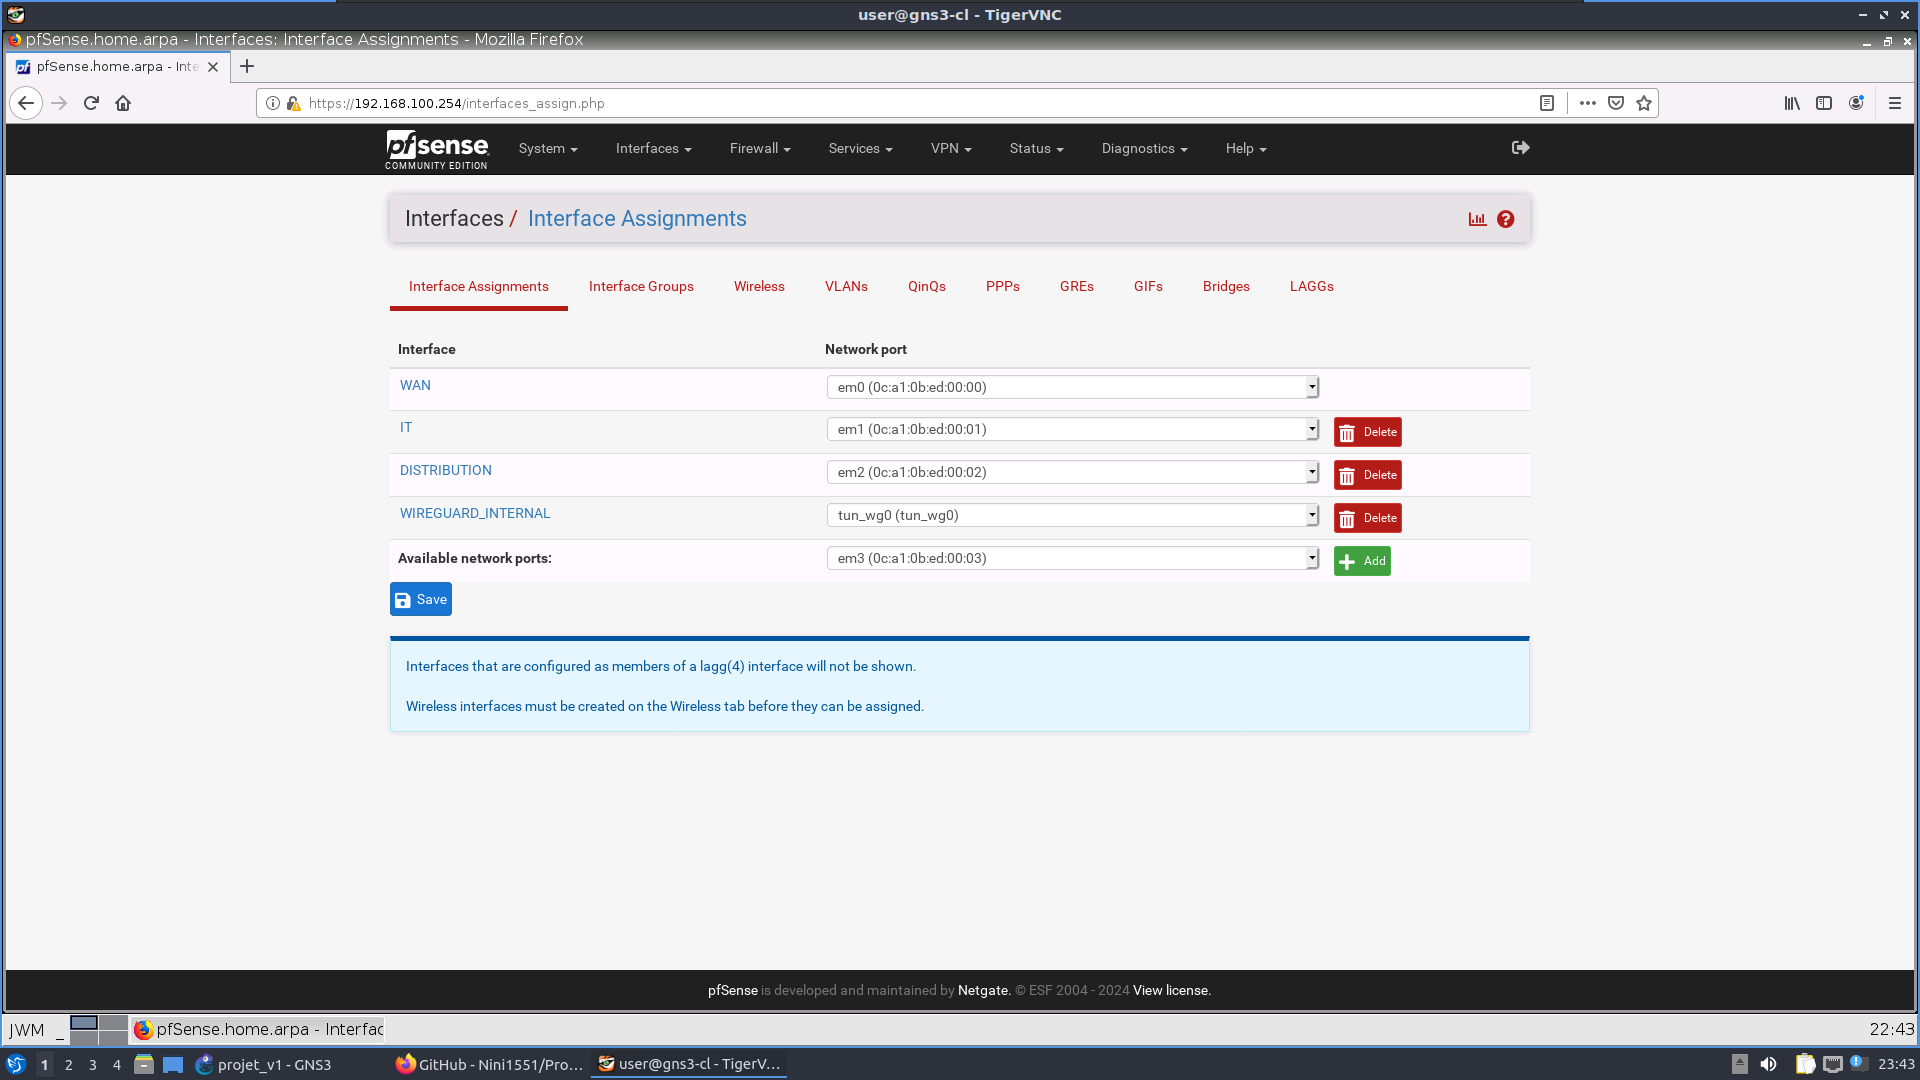 user@gns3-cl - TigerVNC
pfSense.home.arpa - Interfaces: Interface Assignments - Mozilla Firefox
pfSense.home.arpa - Inte
https://192.168.100.254/interfaces_assign.php
pfsense
COMMUNITY EDITION
System
Interfaces
Firewall
Services
VPN
Status
Diagnostics
Help
Interfaces / Interface Assignments
Interface Assignments
Interface Groups
Wireless
VLANs
QinQs
PPPs
GREs
GIFs
Bridges
LAGGs
Interface Network port
WAN em0 (0c:a1:0b:ed:00:00)
IT em1 (0c:a1:0b:ed:00:01) Delete
DISTRIBUTION em2 (0c:a1:0b:ed:00:02) Delete
WIREGUARD_INTERNAL tun_wg0 (tun_wg0) Delete
Available network ports: em3 (0c:a1:0b:ed:00:03) Add
Save
Interfaces that are configured as members of a lagg(4) interface will not be shown.
Wireless interfaces must be created on the Wireless tab before they can be assigned.
pfSense is developed and maintained by Netgate. © ESF 2004 - 2024 View license.
JWM _ pfSense.home.arpa - Interfac 22:43
1 2 3 4 projet_v1 - GNS3 GitHub - Nini1551/Pro... user@gns3-cl - TigerV... 23:43